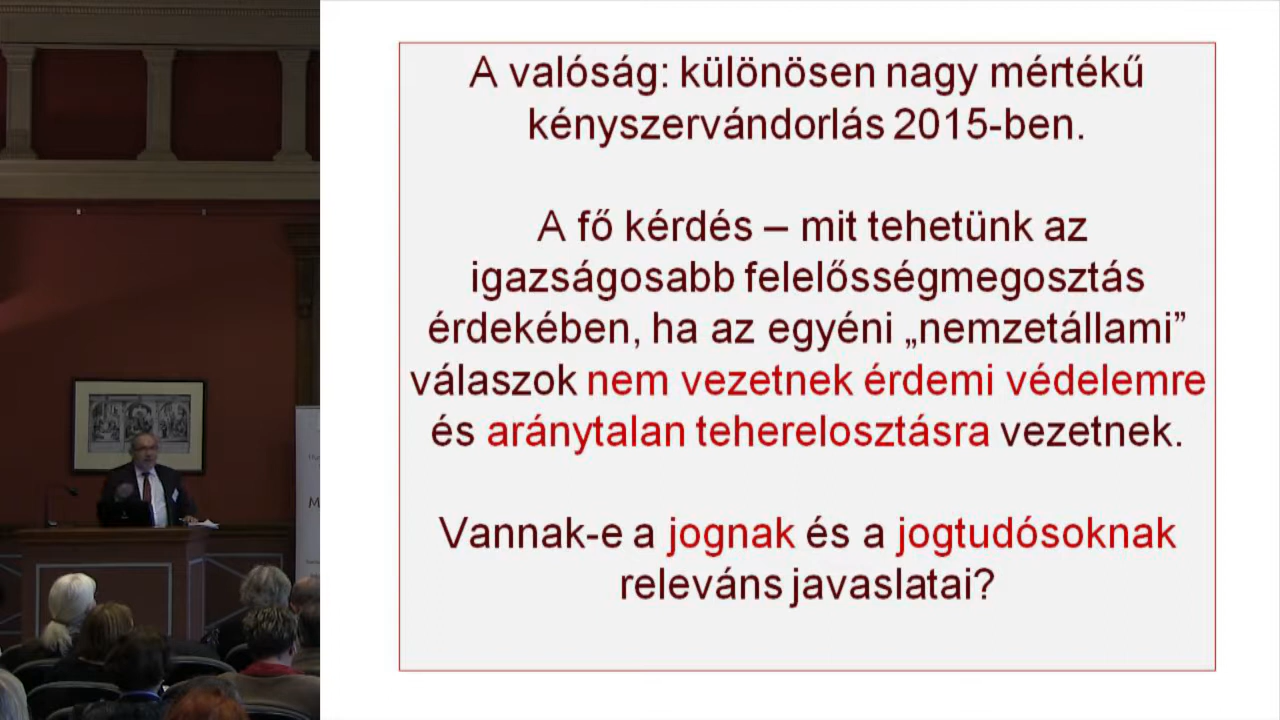 A valóság: különösen nagy mértékű
kényszervándorlás 2015-ben.
A fő kérdés – mit tehetünk az
igazságosabb felelősségmegosztás
érdekében, ha az egyéni „nemzetállami”
válaszok nem vezetnek érdemi védelemre
és aránytalan teherelosztásra vezetnek.
Vannak-e a jognak és a jogtudósoknak
releváns javaslatai?